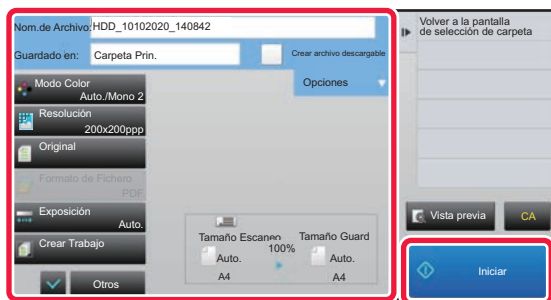 Nom.de Archivo:
HDD_10102020_140842
Guardado en:
Carpeta Prin.
Crear archivo descargable
Opciones
Modo Color
Auto./Mono 2
Resolución
200x200ppp
Original
Formato de Fichero
PDF
Exposición
Auto.
Crear Trabajo
Otros
Tamaño Escaneo
100%
Tamaño Guard
Auto.
Auto.
A4
A4
Volver a la pantalla
de selección de carpeta
Vista previa
CA
Iniciar